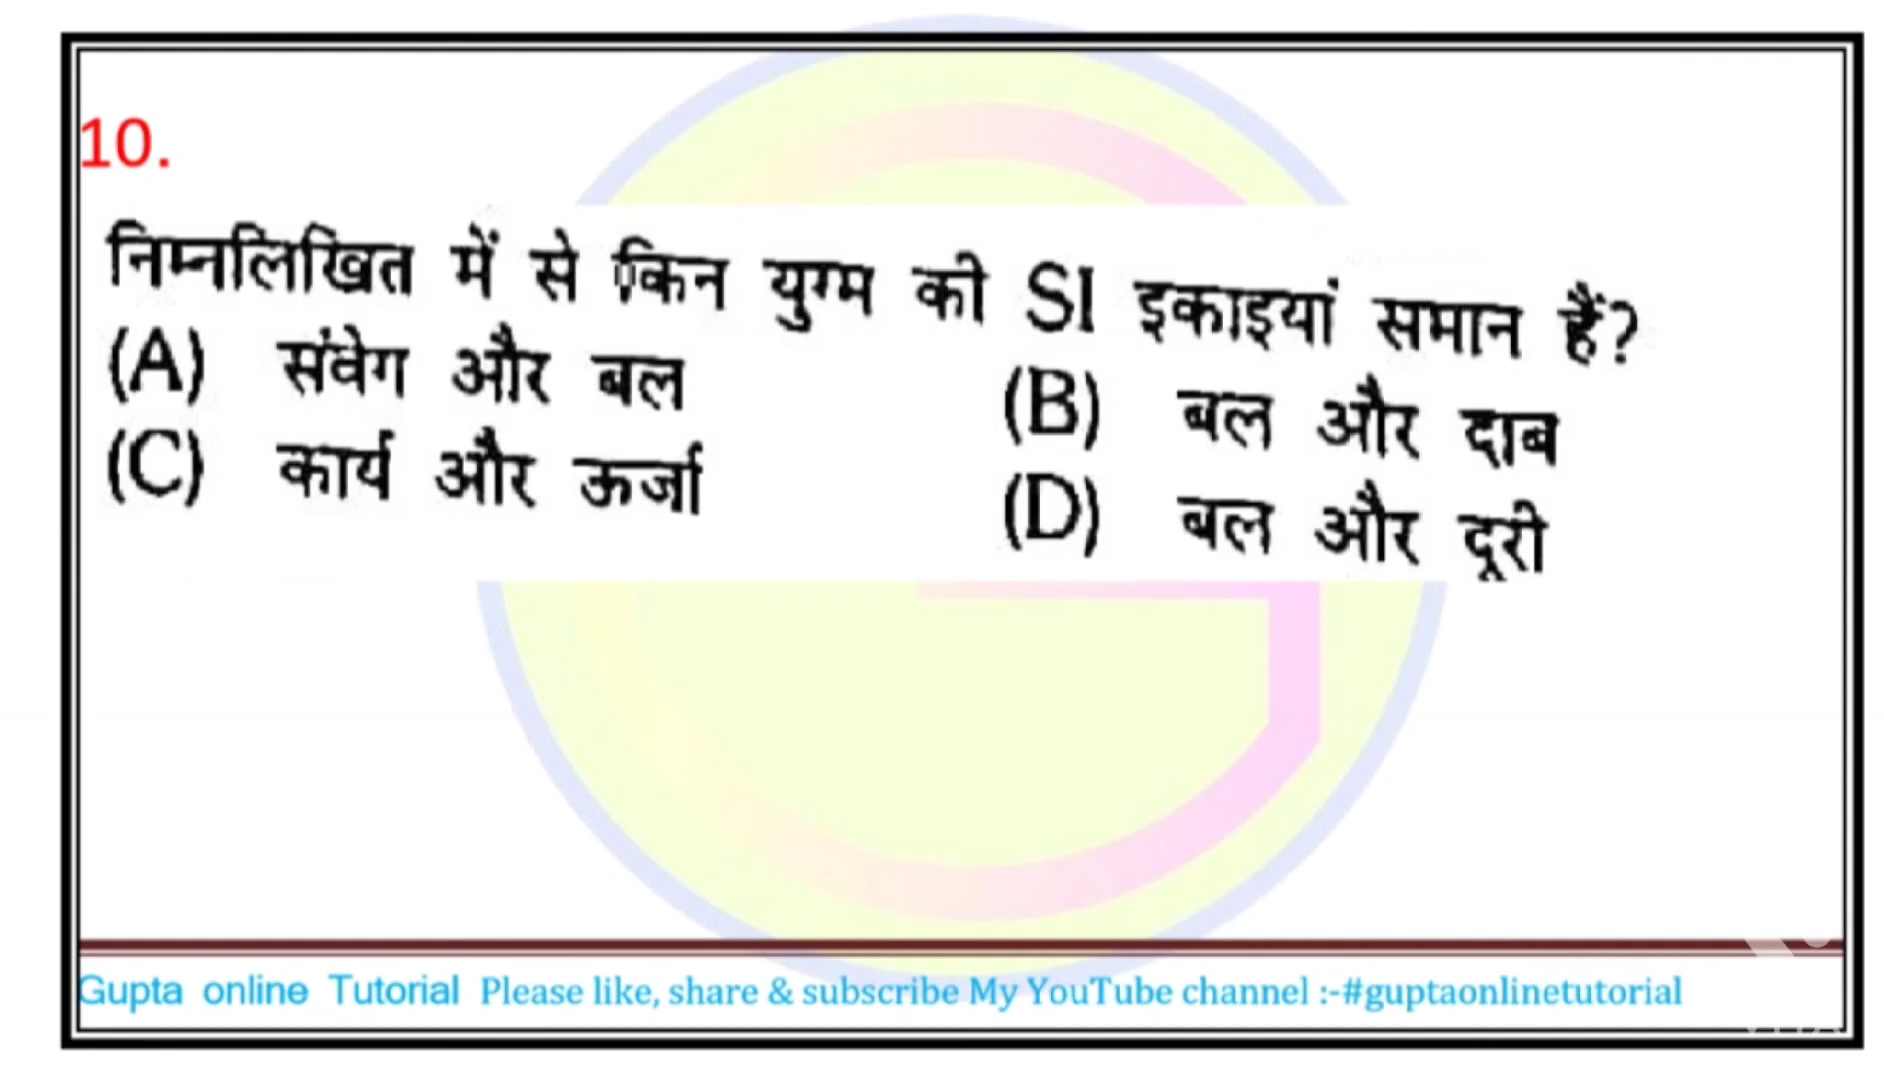 10.
निम्नलिखित में से किन युग्म की SI इकाइयां समान हैं?
(A) संवेग और बल (B) बल और दाब
(C) कार्य और ऊर्जा (D) बल और दूरी
Gupta online Tutorial Please like, share & subscribe My YouTube channel :-#guptaonlinetutorial